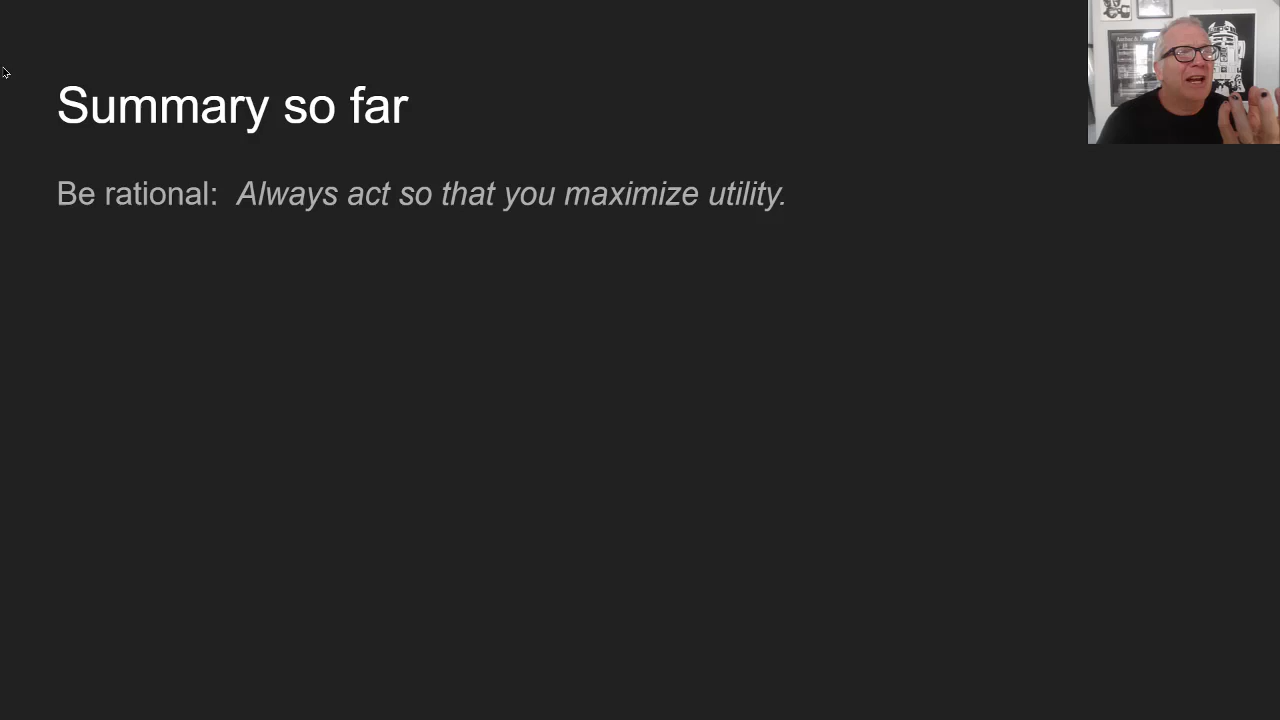 Summary so far
Be rational: Always act so that you maximize utility.